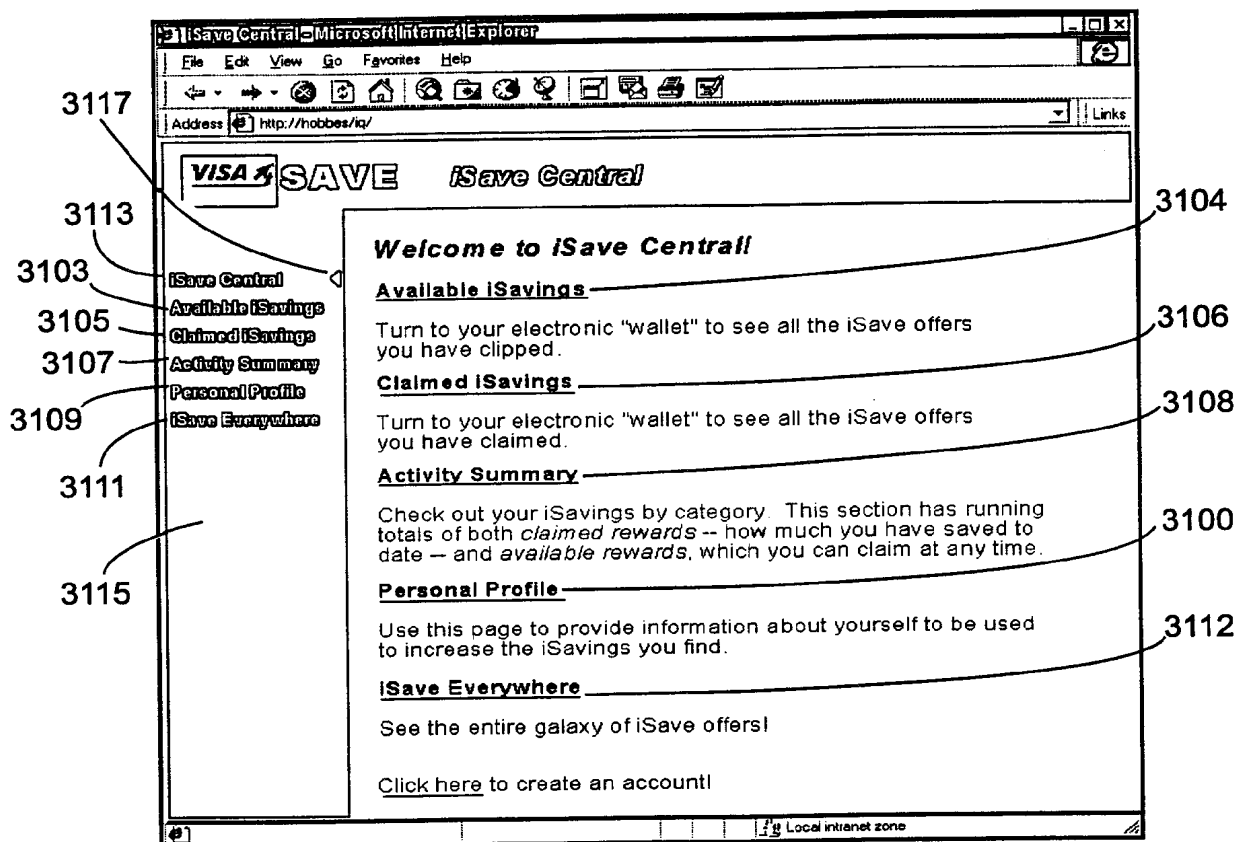 iSave Central - Microsoft Internet Explorer
File Edit View Go Favorites Help
Address http://hobbes/iq/ Links
VISA SAVE iSave Central
3117
3113
3103
3105
3107
3109
3111
3115
iSave Central
Available iSavings
Claimed iSavings
Activity Summary
Personal Profile
iSave Everywhere
Welcome to iSave Central!
Available iSavings
Turn to your electronic "wallet" to see all the iSave offers
you have clipped.
Claimed iSavings
Turn to your electronic "wallet" to see all the iSave offers
you have claimed.
Activity Summary
Check out your iSavings by category. This section has running
totals of both claimed rewards -- how much you have saved to
date -- and available rewards, which you can claim at any time.
Personal Profile
Use this page to provide information about yourself to be used
to increase the iSavings you find.
iSave Everywhere
See the entire galaxy of iSave offers!
Click here to create an account!
3104
3106
3108
3100
3112
Local intranet zone